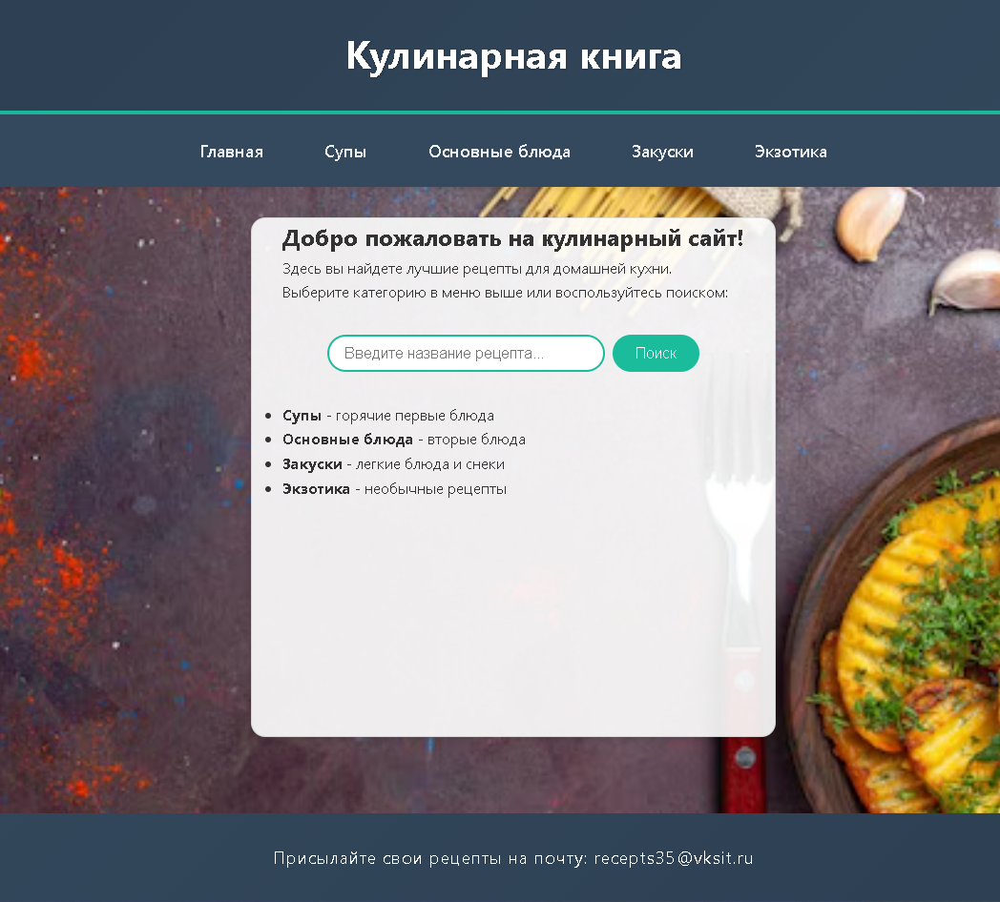 Кулинарная книга
Главная Супы Основные блюда Закуски Экзотика
Добро пожаловать на кулинарный сайт!
Здесь вы найдете лучшие рецепты для домашней кухни.
Выберите категорию в меню выше или воспользуйтесь поиском:
Введите название рецепта... Поиск
Супы - горячие первые блюда
Основные блюда - вторые блюда
Закуски - легкие блюда и снеки
Экзотика - необычные рецепты
Присылайте свои рецепты на почту: recepts35@vksit.ru